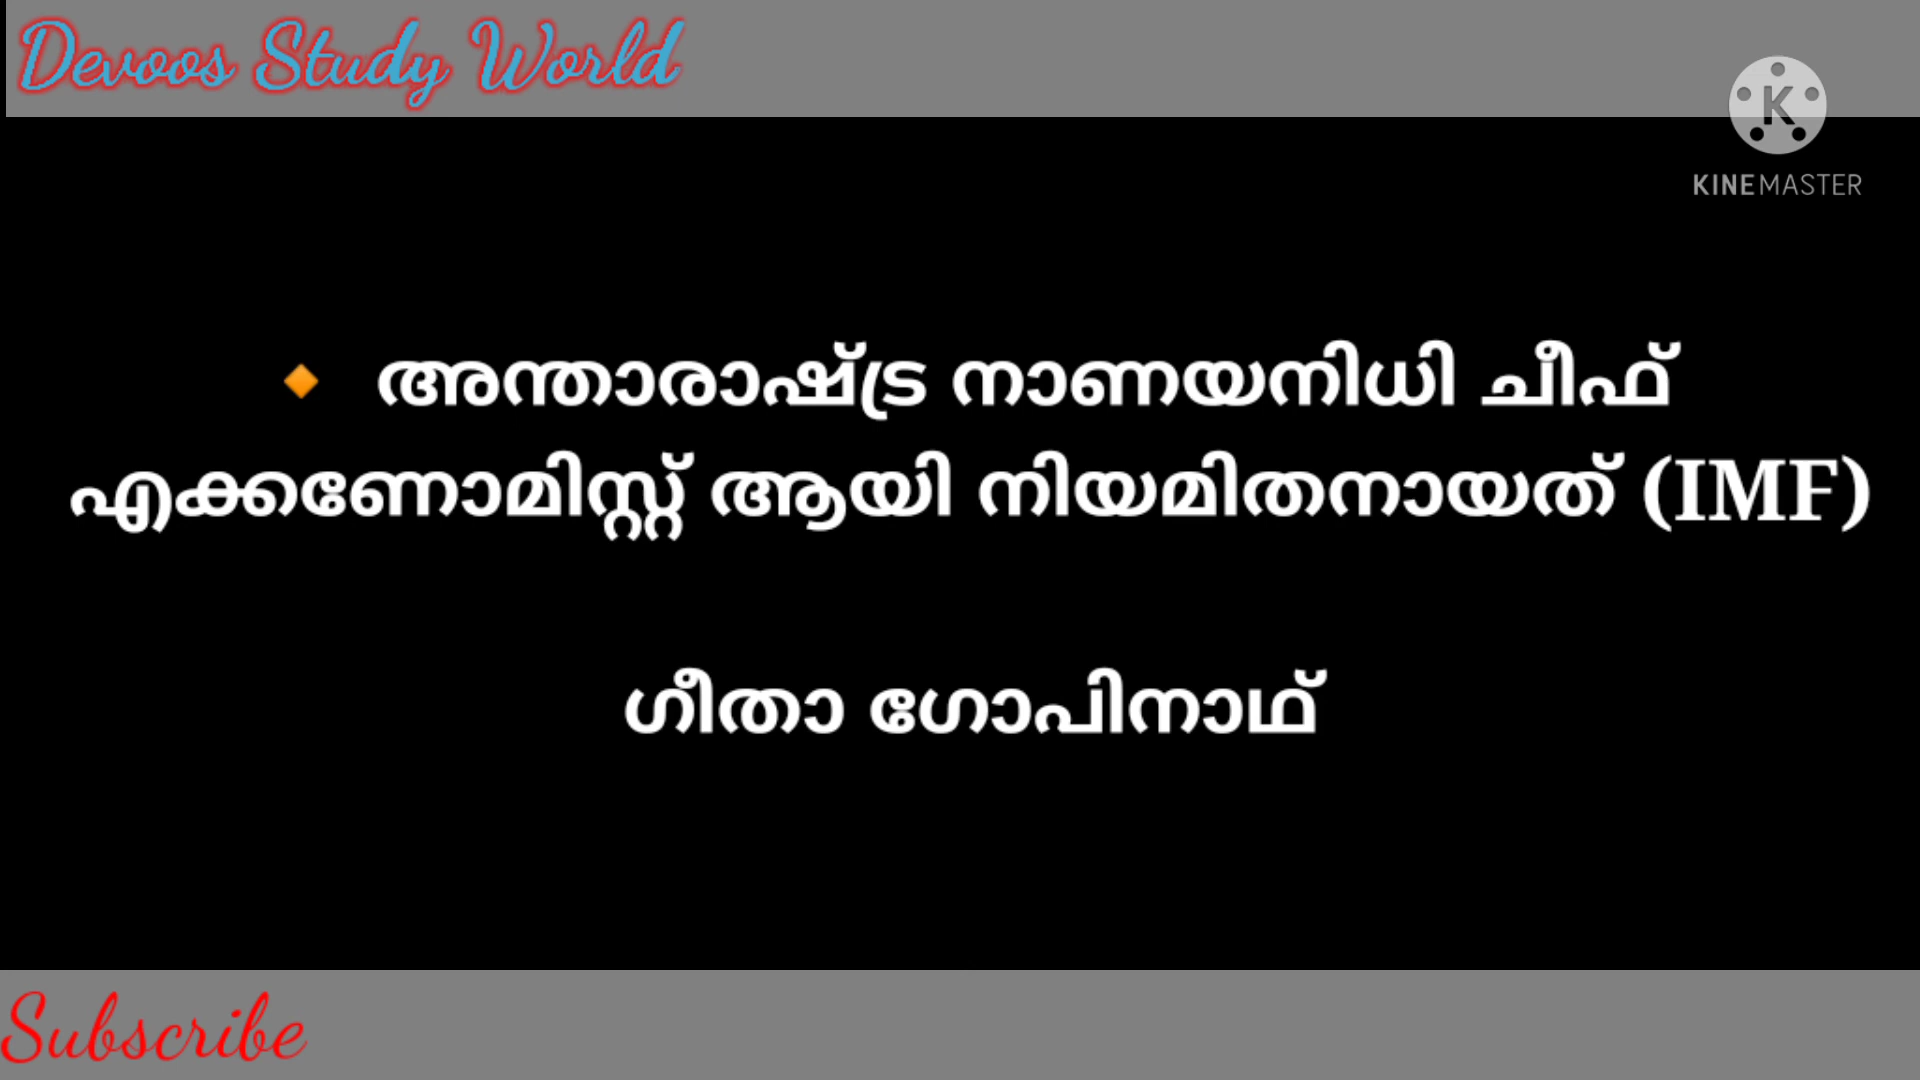 Devoos Study World
KINEMASTER
🔸 അന്താരാഷ്ട്ര നാണയനിധി ചീഫ്
എക്കണോമിസ്റ്റ് ആയി നിയമിതനായത് (IMF)
ഗീതാ ഗോപിനാഥ്
Subscribe